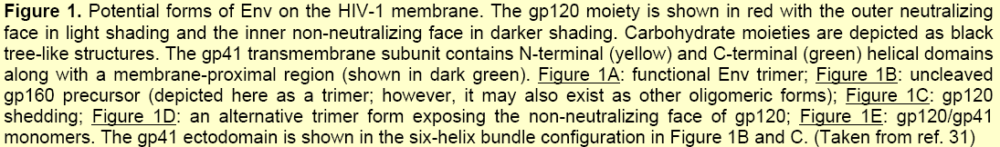 Figure 1. Potential forms of Env on the HIV-1 membrane. The gp120 moiety is shown in red with the outer neutralizing
face in light shading and the inner non-neutralizing face in darker shading. Carbohydrate moieties are depicted as black
tree-like structures. The gp41 transmembrane subunit contains N-terminal (yellow) and C-terminal (green) helical domains
along with a membrane-proximal region (shown in dark green). Figure 1A: functional Env trimer; Figure 1B: uncleaved
gp160 precursor (depicted here as a trimer; however, it may also exist as other oligomeric forms); Figure 1C: gp120
shedding; Figure 1D: an alternative trimer form exposing the non-neutralizing face of gp120; Figure 1E: gp120/gp41
monomers. The gp41 ectodomain is shown in the six-helix bundle configuration in Figure 1B and C. (Taken from ref. 31)